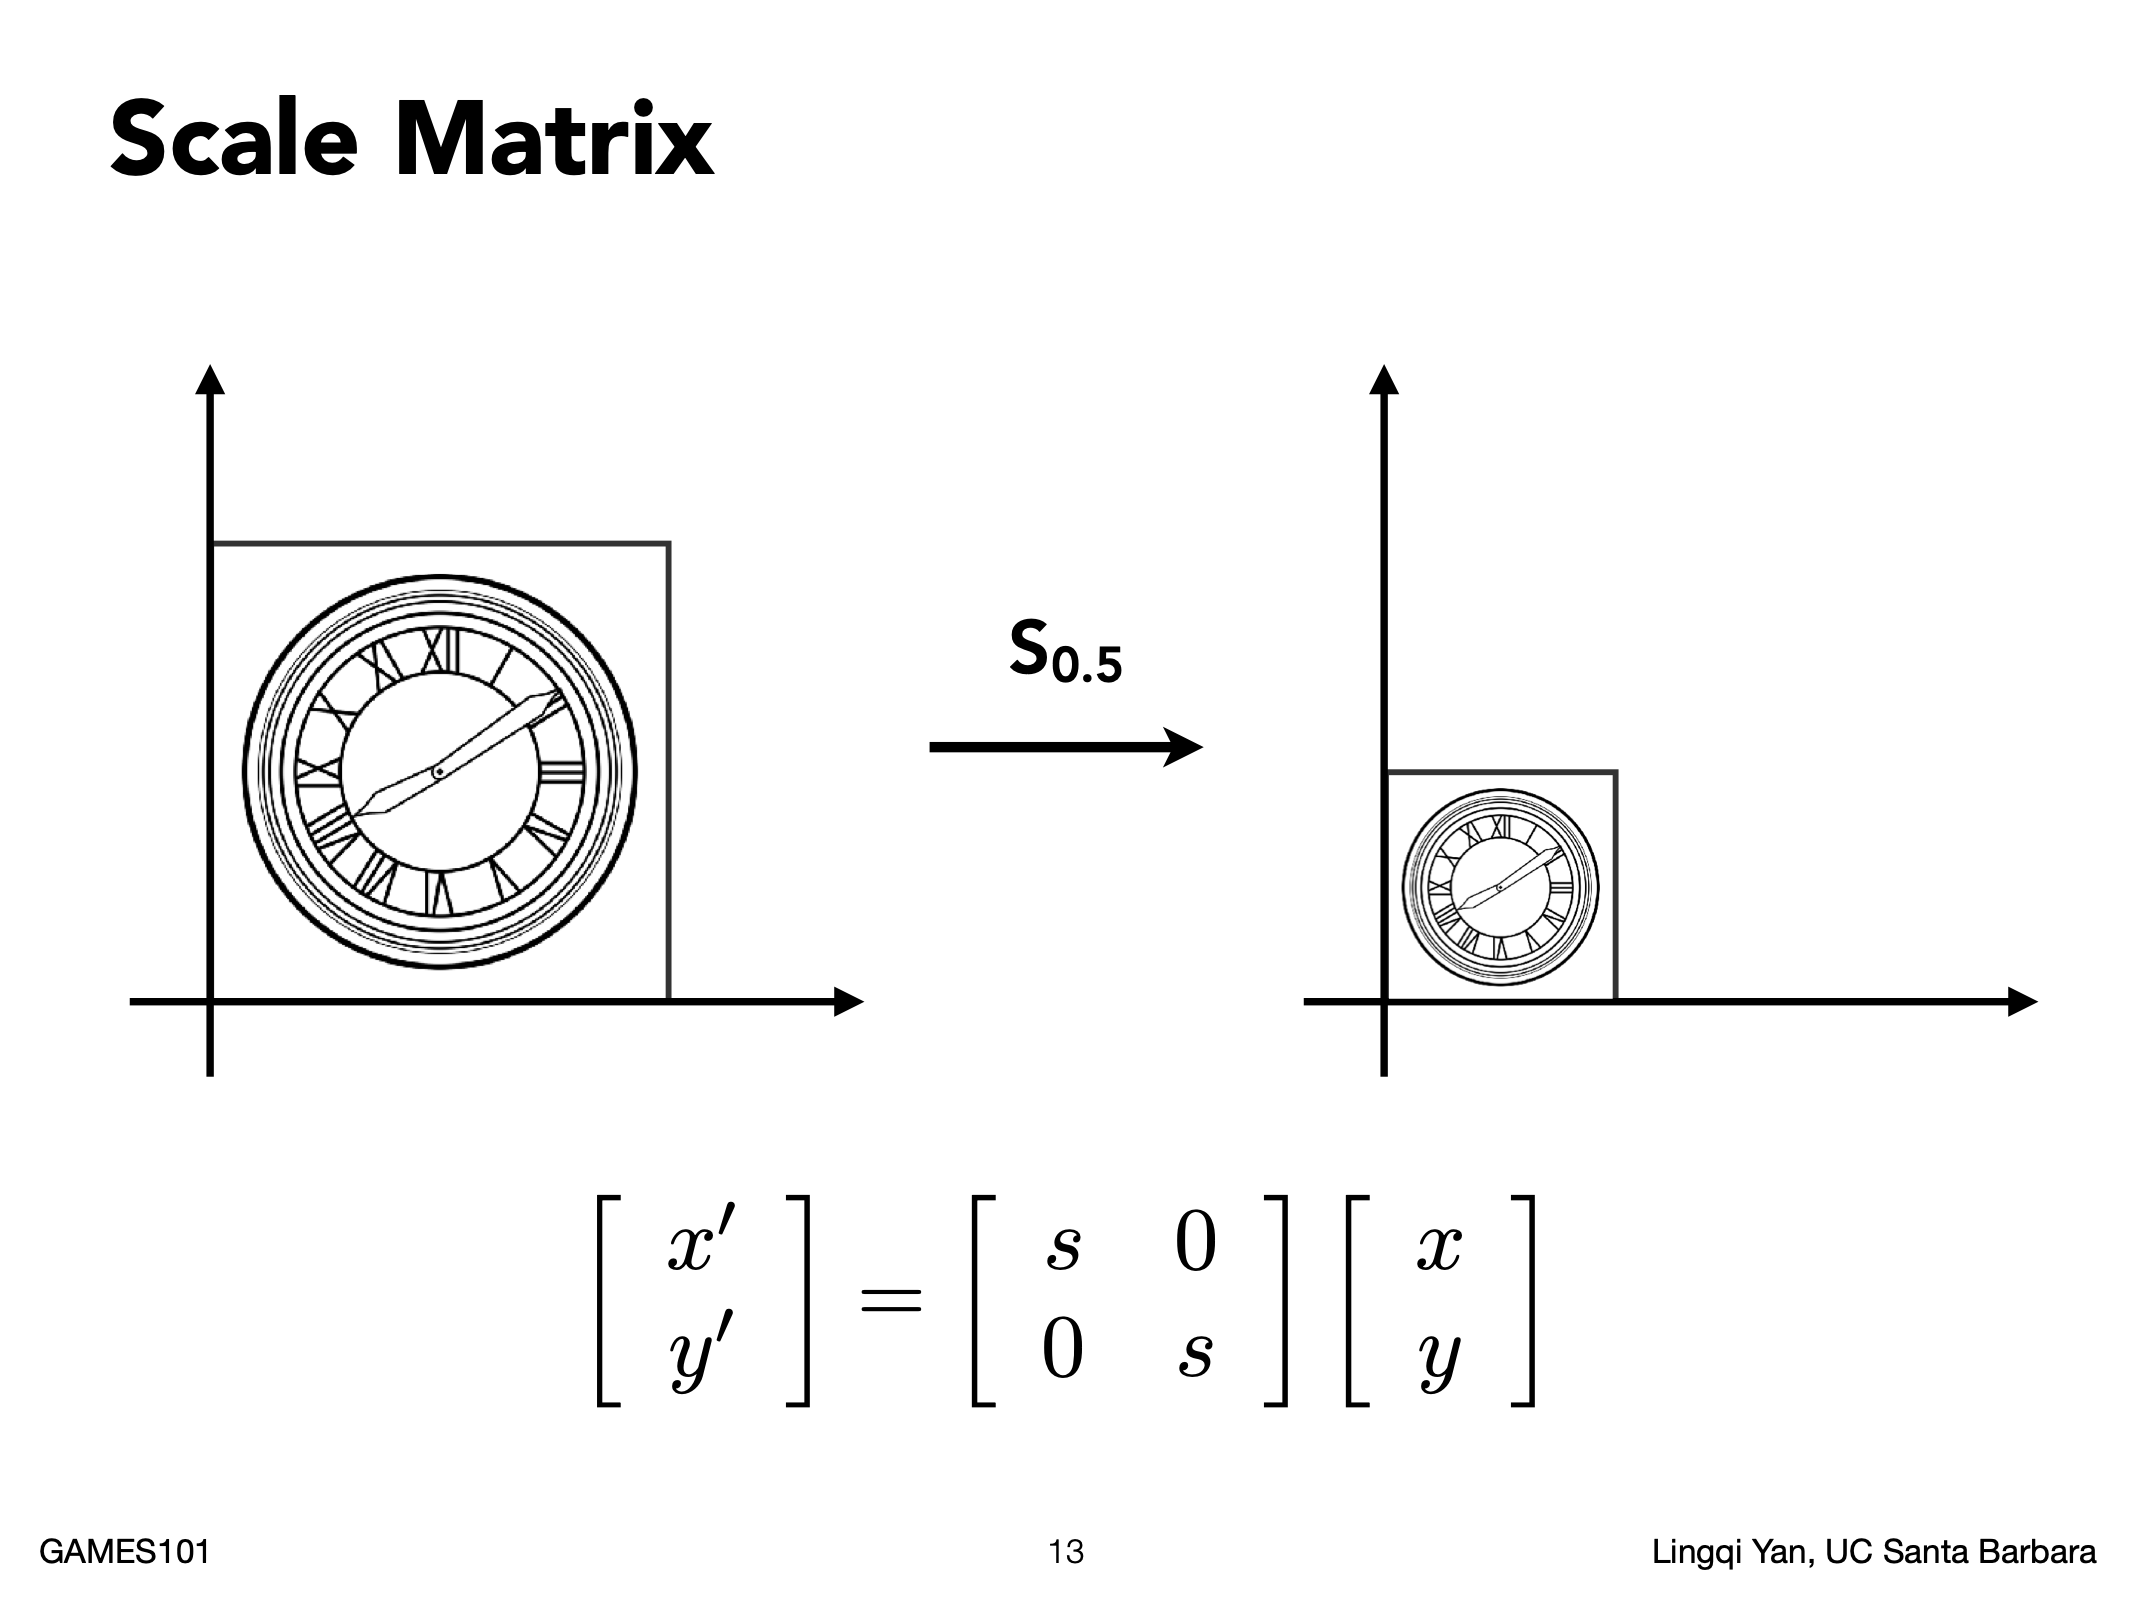 Scale Matrix
S0.5
[ x′ ] = [ s 0 ] [ x ]
[ y′ ] [ 0 s ] [ y ]
GAMES101
13
Lingqi Yan, UC Santa Barbara